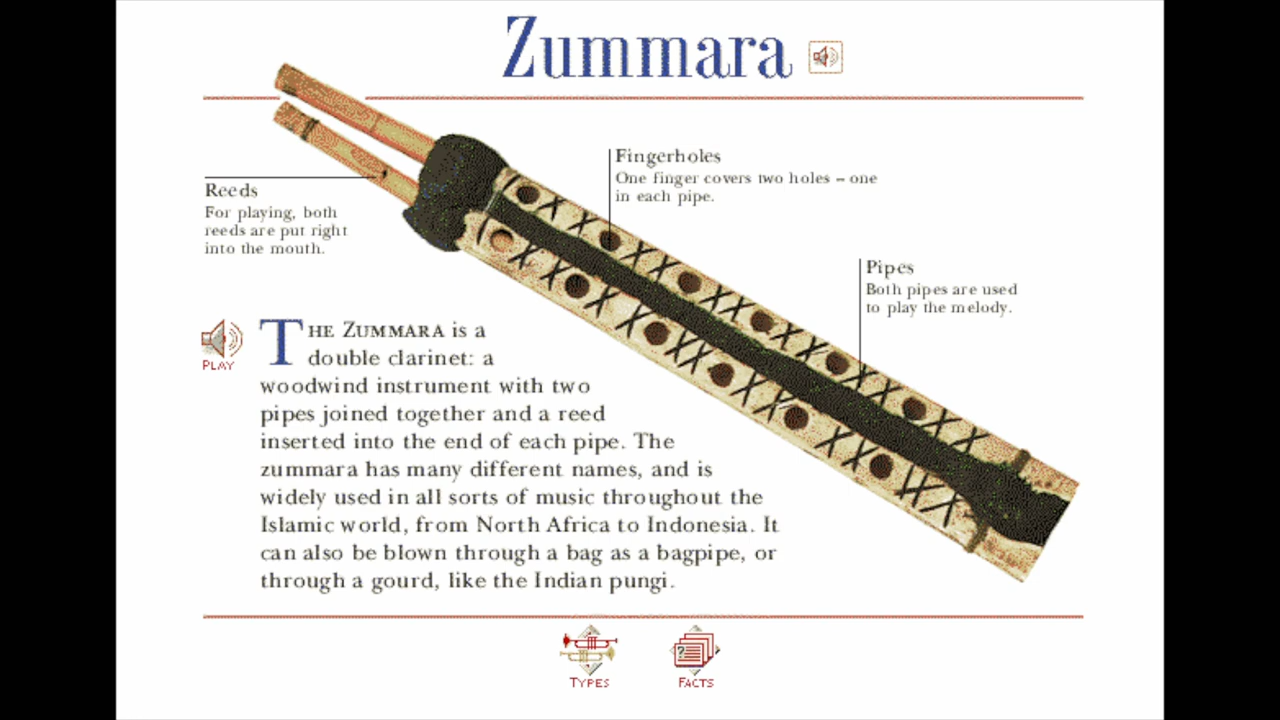 Zummara
Fingerholes
One finger covers two holes – one
in each pipe.
Reeds
For playing, both
reeds are put right
into the mouth.
Pipes
Both pipes are used
to play the melody.
PLAY
THE ZUMMARA is a
double clarinet: a
woodwind instrument with two
pipes joined together and a reed
inserted into the end of each pipe. The
zummara has many different names, and is
widely used in all sorts of music throughout the
Islamic world, from North Africa to Indonesia. It
can also be blown through a bag as a bagpipe, or
through a gourd, like the Indian pungi.
?
TYPES
FACTS